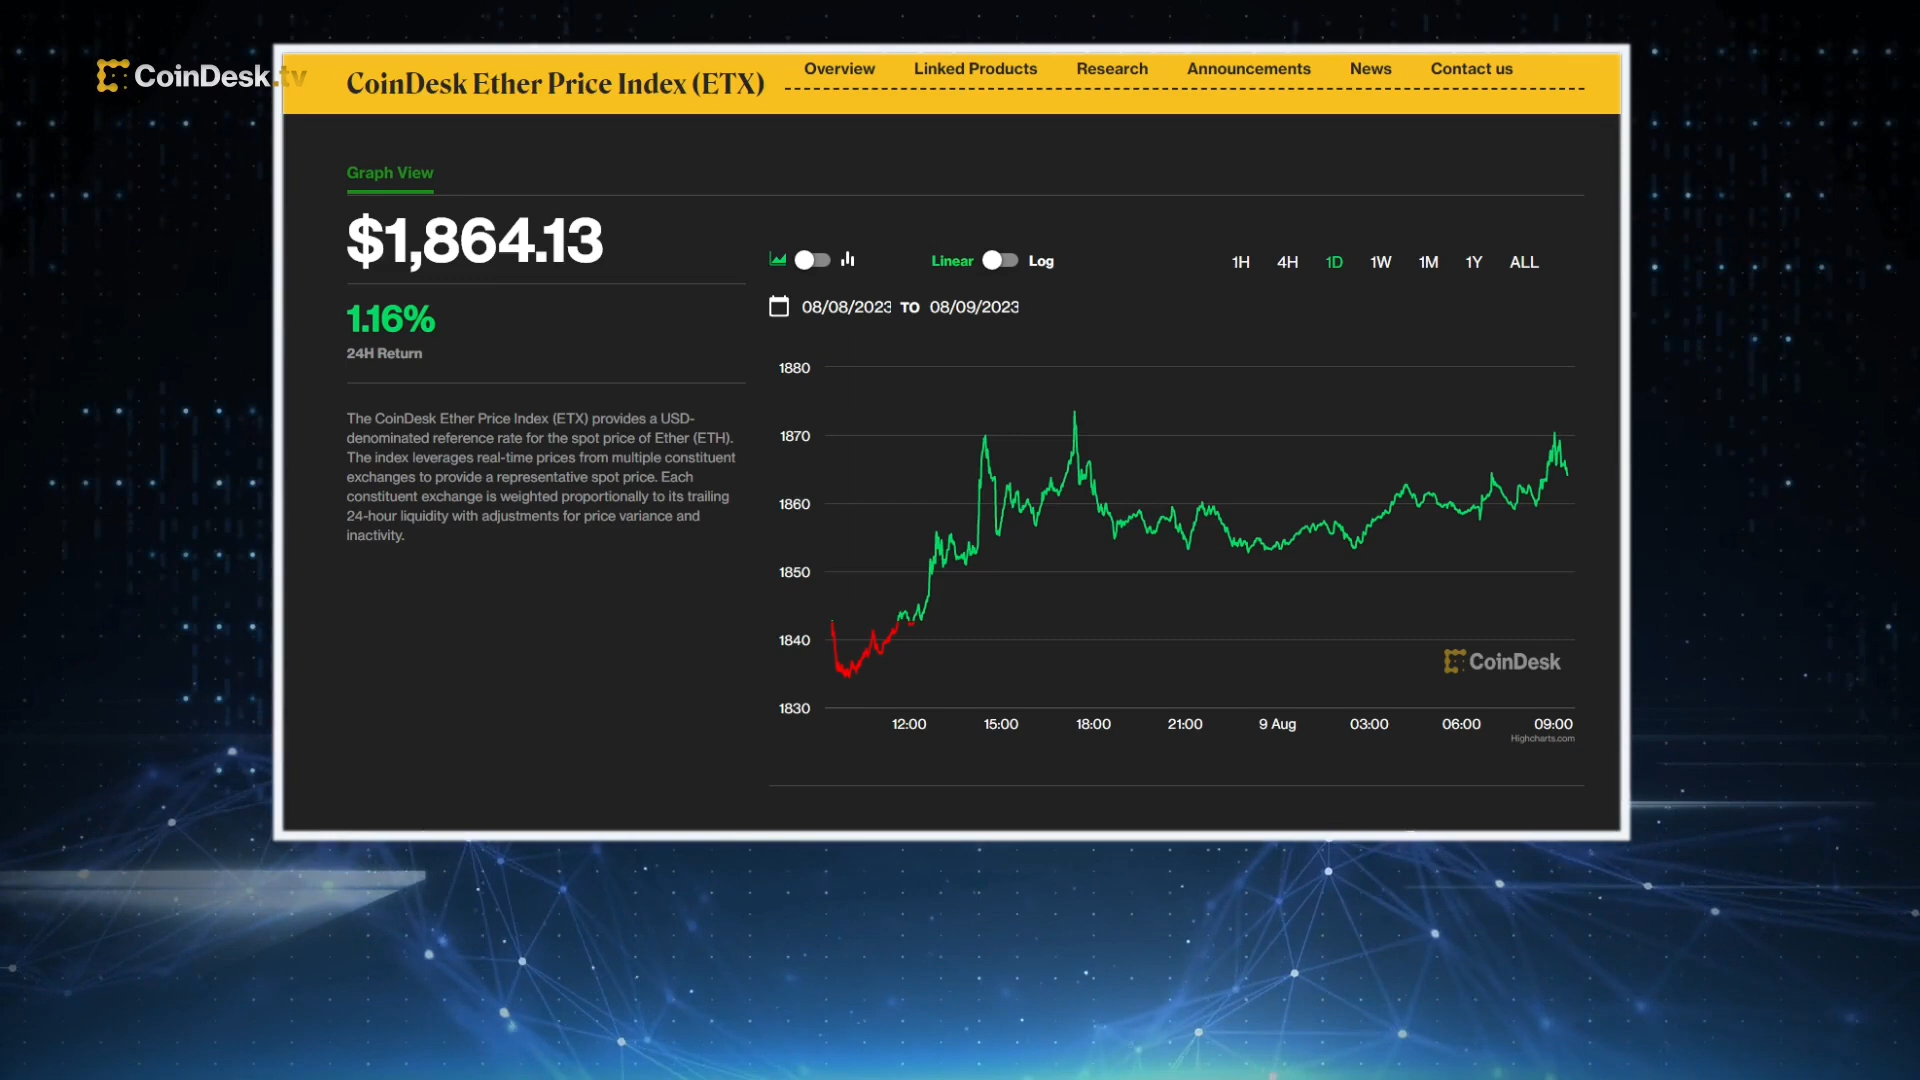 CoinDesk.tv
CoinDesk Ether Price Index (ETX)
Overview
Linked Products
Research
Announcements
News
Contact us
Graph View
$1,864.13
1.16%
24H Return
The CoinDesk Ether Price Index (ETX) provides a USD-
denominated reference rate for the spot price of Ether (ETH).
The index leverages real-time prices from multiple constituent
exchanges to provide a representative spot price. Each
constituent exchange is weighted proportionally to its trailing
24-hour liquidity with adjustments for price variance and
inactivity.
Linear Log
1H 4H 1D 1W 1M 1Y ALL
08/08/2023 TO 08/09/2023
1880
1870
1860
1850
1840
1830
CoinDesk
12:00 15:00 18:00 21:00 9 Aug 03:00 06:00 09:00
Highcharts.com